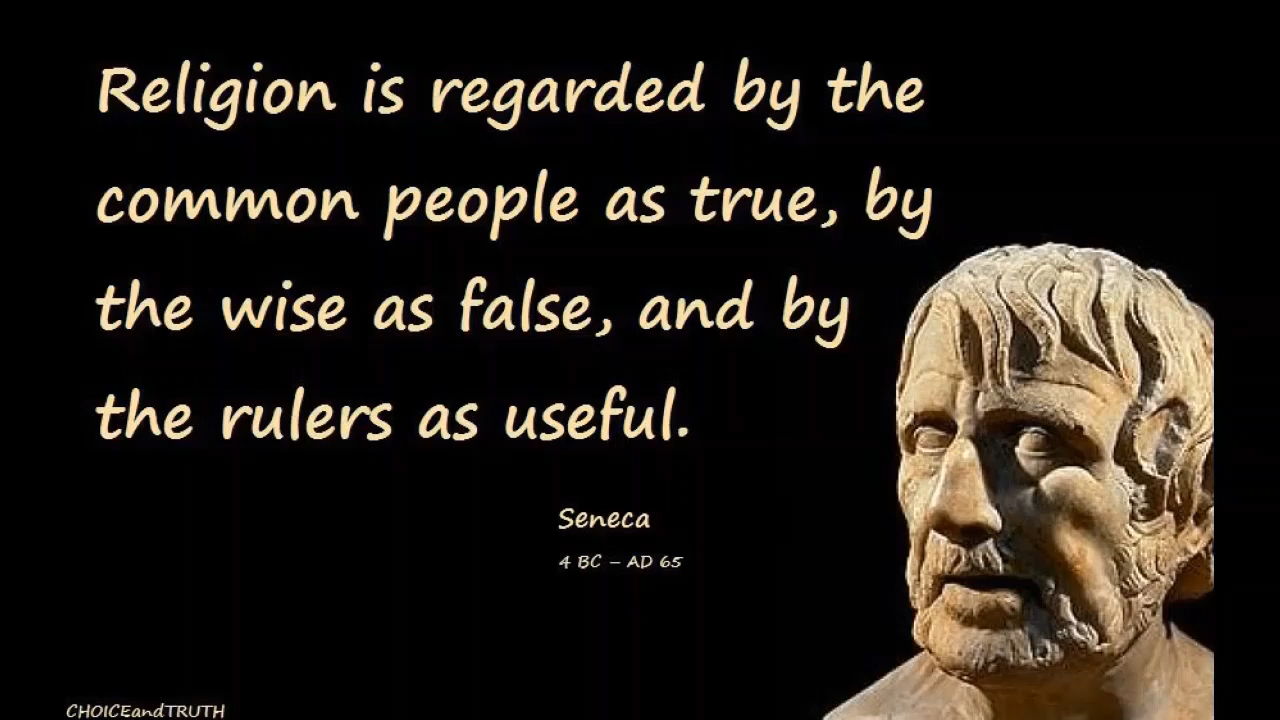 Religion is regarded by the
common people as true, by
the wise as false, and by
the rulers as useful.
Seneca
4 BC – AD 65
CHOICEandTRUTH